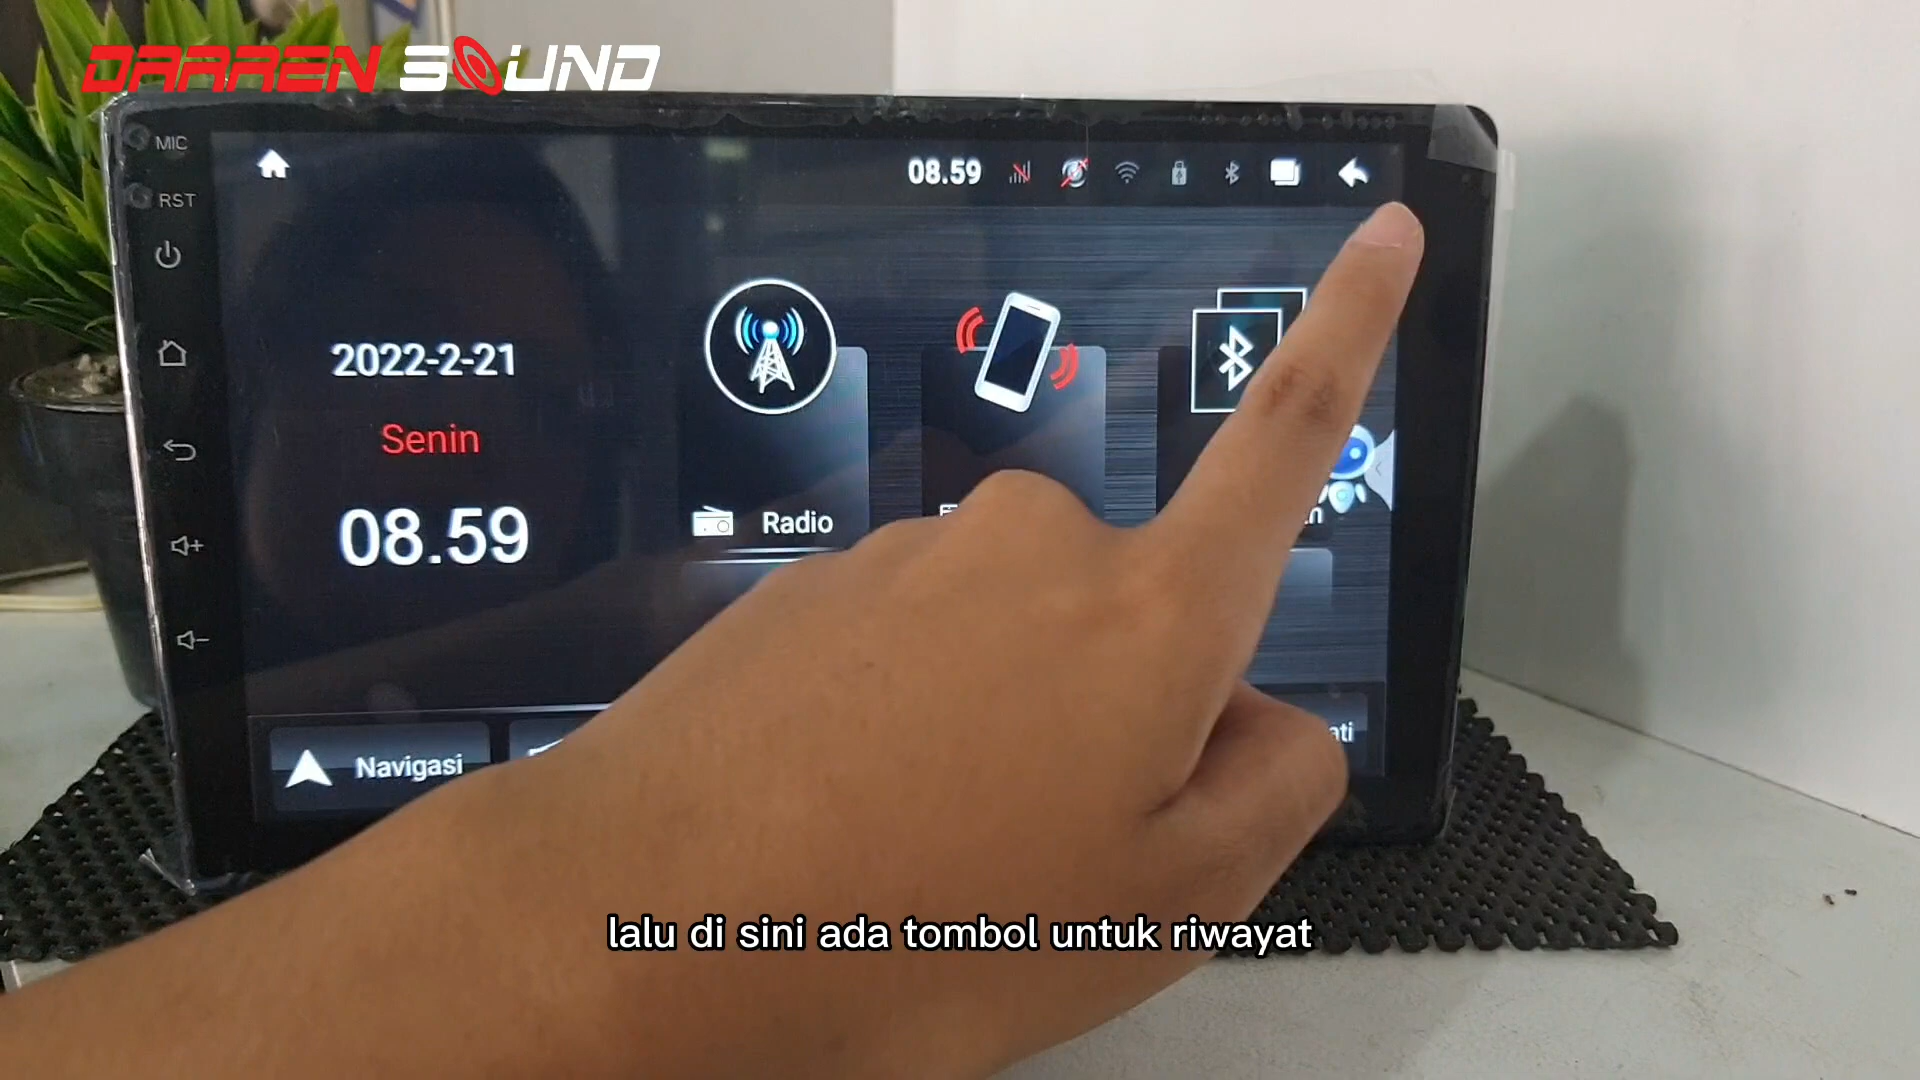 DARREN SOUND
MIC
RST
08.59
2022-2-21
Senin
08.59
Radio
Navigasi
lalu di sini ada tombol untuk riwayat